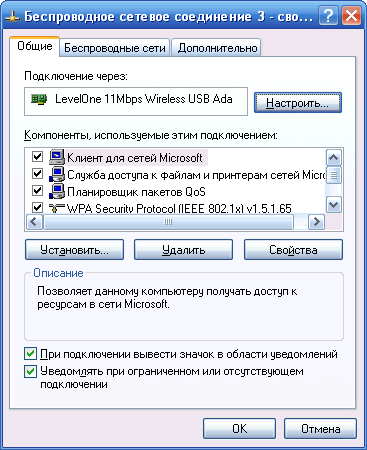 Беспроводное сетевое соединение 3 - сво...
Общие
Беспроводные сети
Дополнительно
Подключение через:
LevelOne 11Mbps Wireless USB Ada
Настроить...
Компоненты, используемые этим подключением:
Клиент для сетей Microsoft
Служба доступа к файлам и принтерам сетей Micro
Планировщик пакетов QoS
WPA Security Protocol (IEEE 802.1x) v1.5.1.65
Установить...
Удалить
Свойства
Описание
Позволяет данному компьютеру получать доступ к
ресурсам в сети Microsoft.
При подключении вывести значок в области уведомлений
Уведомлять при ограниченном или отсутствующем
подключении
OK
Отмена